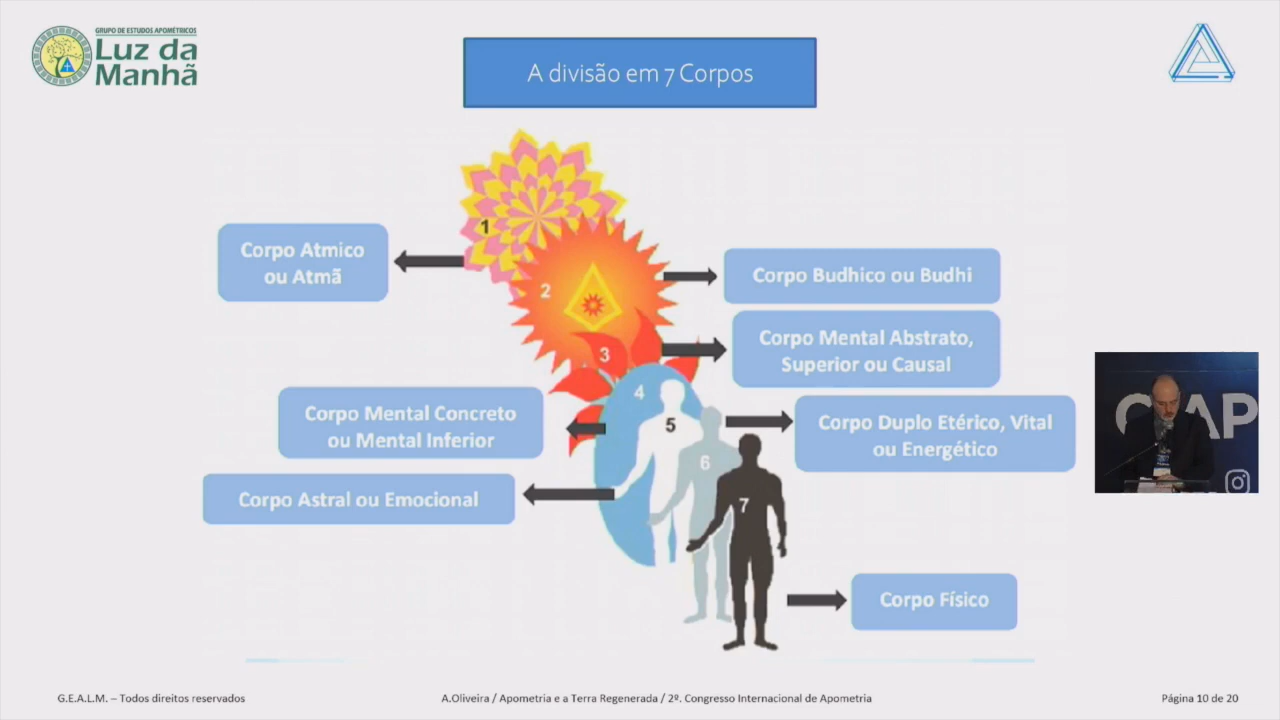 GRUPO DE ESTUDOS APOMÉTRICOS
Luz da
Manhã
A divisão em 7 Corpos
1
Corpo Atmico
ou Atmã
2
Corpo Budhico ou Budhi
3
Corpo Mental Abstrato,
Superior ou Causal
4
Corpo Mental Concreto
ou Mental Inferior
5
Corpo Duplo Etérico, Vital
ou Energético
6
Corpo Astral ou Emocional
7
Corpo Físico
G.E.A.L.M. – Todos direitos reservados
A.Oliveira / Apometria e a Terra Regenerada / 2º. Congresso Internacional de Apometria
Página 10 de 20